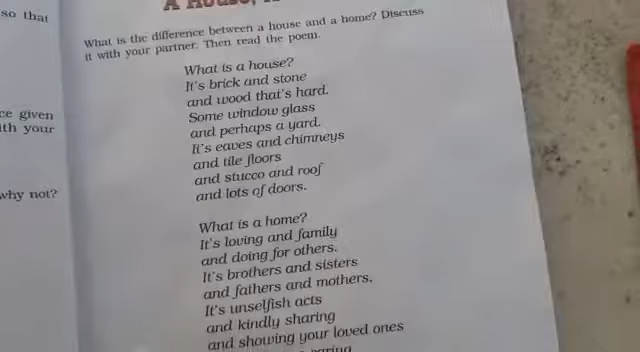 so that
ce given
ith your
why not?
A House,
What is the difference between a house and a home? Discuss
it with your partner. Then read the poem.
What is a house?
It's brick and stone
and wood that's hard.
Some window glass
and perhaps a yard.
It's eaves and chimneys
and tile floors
and stucco and roof
and lots of doors.
What is a home?
It's loving and family
and doing for others.
It's brothers and sisters
and fathers and mothers.
It's unselfish acts
and kindly sharing
and showing your loved ones